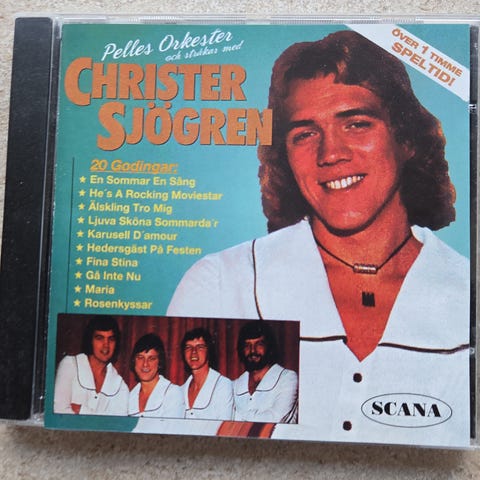 Pelles Orkester
och stråkar med
CHRISTER
SJÖGREN
ÖVER 1 TIMME
SPELTID!
20 Godingar:
★ En Sommar En Sång
★ He´s A Rocking Moviestar
★ Älskling Tro Mig
★ Ljuva Sköna Sommarda´r
★ Karusell D´amour
★ Hedersgäst På Festen
★ Fina Stina
★ Gå Inte Nu
★ Maria
★ Rosenkyssar
SCANA